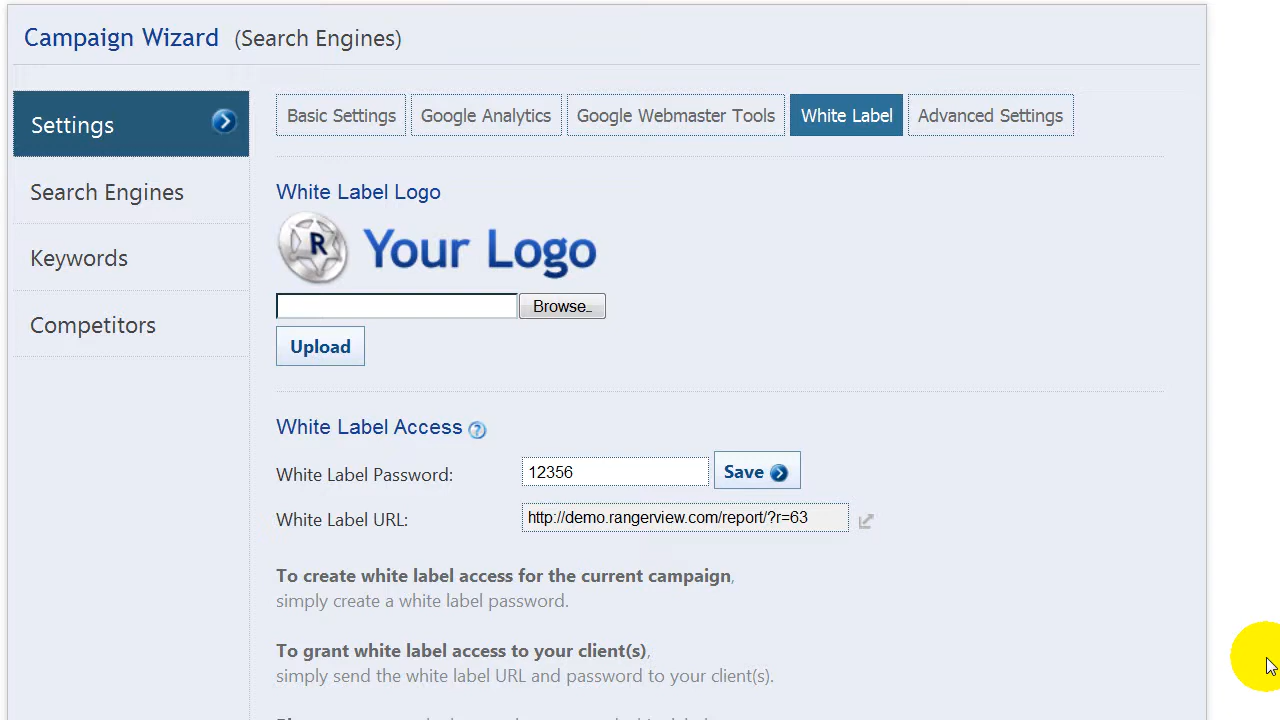 Campaign Wizard (Search Engines)
Settings
Search Engines
Keywords
Competitors
Basic Settings Google Analytics Google Webmaster Tools White Label Advanced Settings
White Label Logo
R Your Logo
Browse..
Upload
White Label Access ?
White Label Password: 12356 Save
White Label URL: http://demo.rangerview.com/report/?r=63
To create white label access for the current campaign,
simply create a white label password.
To grant white label access to your client(s),
simply send the white label URL and password to your client(s).